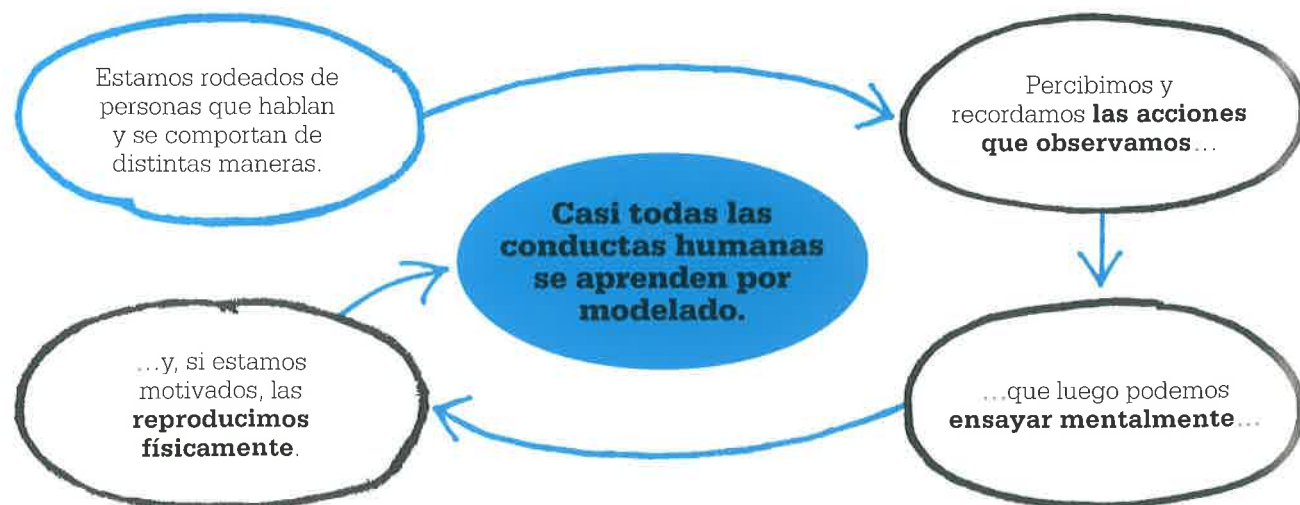 Estamos rodeados de
personas que hablan
y se comportan de
distintas maneras.
Percibimos y
recordamos las acciones
que observamos...
...que luego podemos
ensayar mentalmente...
...y, si estamos
motivados, las
reproducimos
físicamente.
Casi todas las
conductas humanas
se aprenden por
modelado.